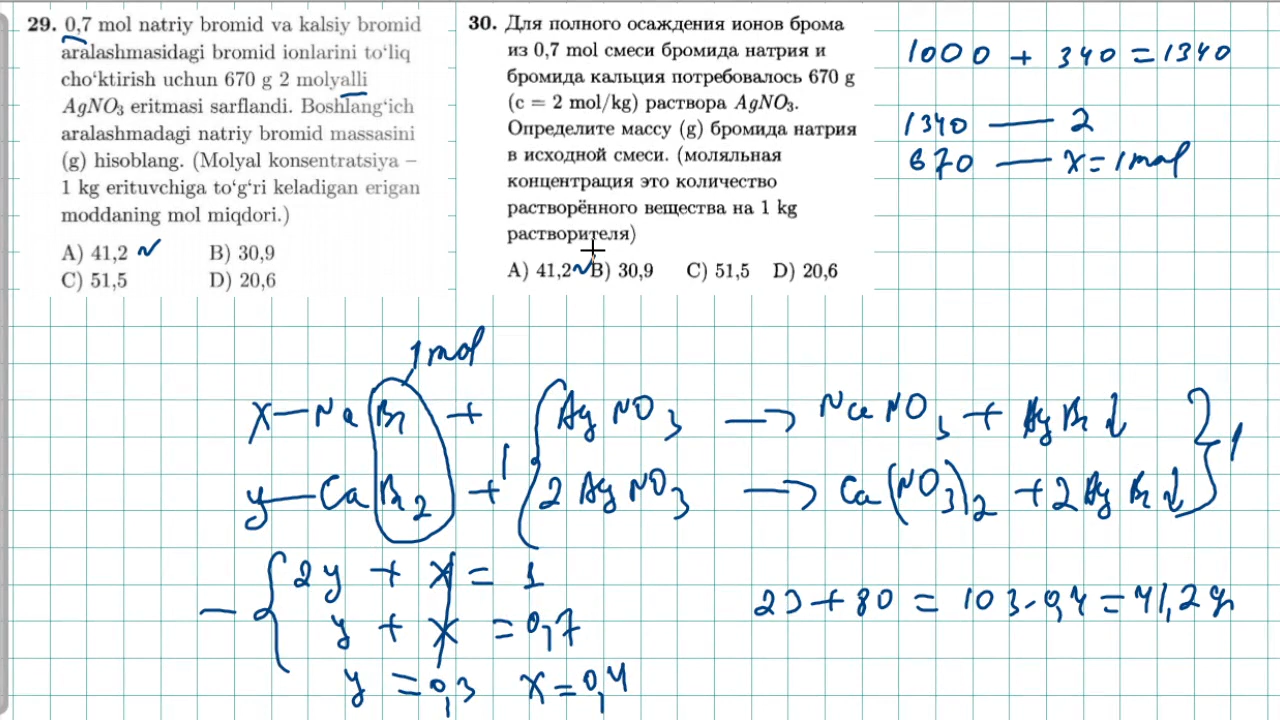 29. 0,7 mol natriy bromid va kalsiy bromid
aralashmasidagi bromid ionlarini to‘liq
cho‘ktirish uchun 670 g 2 molyalli
AgNO₃ eritmasi sarflandi. Boshlang‘ich
aralashmadagi natriy bromid massasini
(g) hisoblang. (Molyal konsentratsiya –
1 kg erituvchiga to‘g‘ri keladigan erigan
moddaning mol miqdori.)
A) 41,2 B) 30,9
C) 51,5 D) 20,6
30. Для полного осаждения ионов брома
из 0,7 mol смеси бромида натрия и
бромида кальция потребовалось 670 g
(c = 2 mol/kg) раствора AgNO₃.
Определите массу (g) бромида натрия
в исходной смеси. (моляльная
концентрация это количество
растворённого вещества на 1 kg
растворителя)
A) 41,2 B) 30,9 C) 51,5 D) 20,6
1000 + 340 = 1340
1340 — 2
670 — x = 1 mol
1 mol
x — NaBr + AgNO₃ → NaNO₃ + AgBr↓
y — CaBr₂ + 1 2AgNO₃ → Ca(NO₃)₂ + 2AgBr↓ 1
2y + x = 1
y + x = 0,7
y = 0,3 x = 0,4
23 + 80 = 103 · 0,4 = 41,2 gr